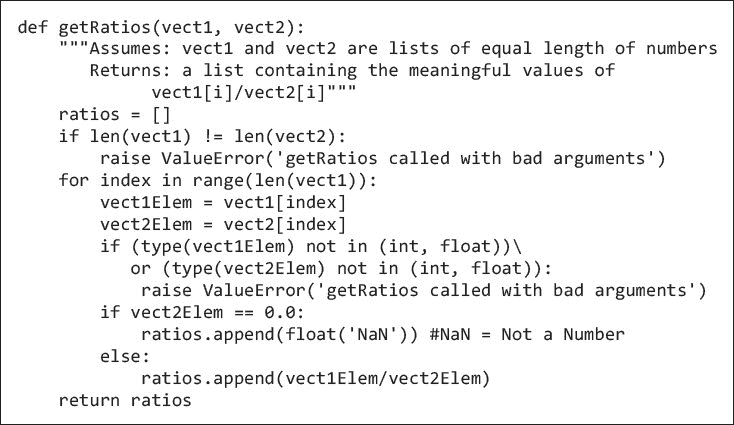 def getRatios(vect1, vect2):
    """Assumes: vect1 and vect2 are lists of equal length of numbers
       Returns: a list containing the meaningful values of
             vect1[i]/vect2[i]"""
    ratios = []
    if len(vect1) != len(vect2):
        raise ValueError('getRatios called with bad arguments')
    for index in range(len(vect1)):
        vect1Elem = vect1[index]
        vect2Elem = vect2[index]
        if (type(vect1Elem) not in (int, float))\
           or (type(vect2Elem) not in (int, float)):
            raise ValueError('getRatios called with bad arguments')
        if vect2Elem == 0.0:
            ratios.append(float('NaN')) #NaN = Not a Number
        else:
            ratios.append(vect1Elem/vect2Elem)
    return ratios